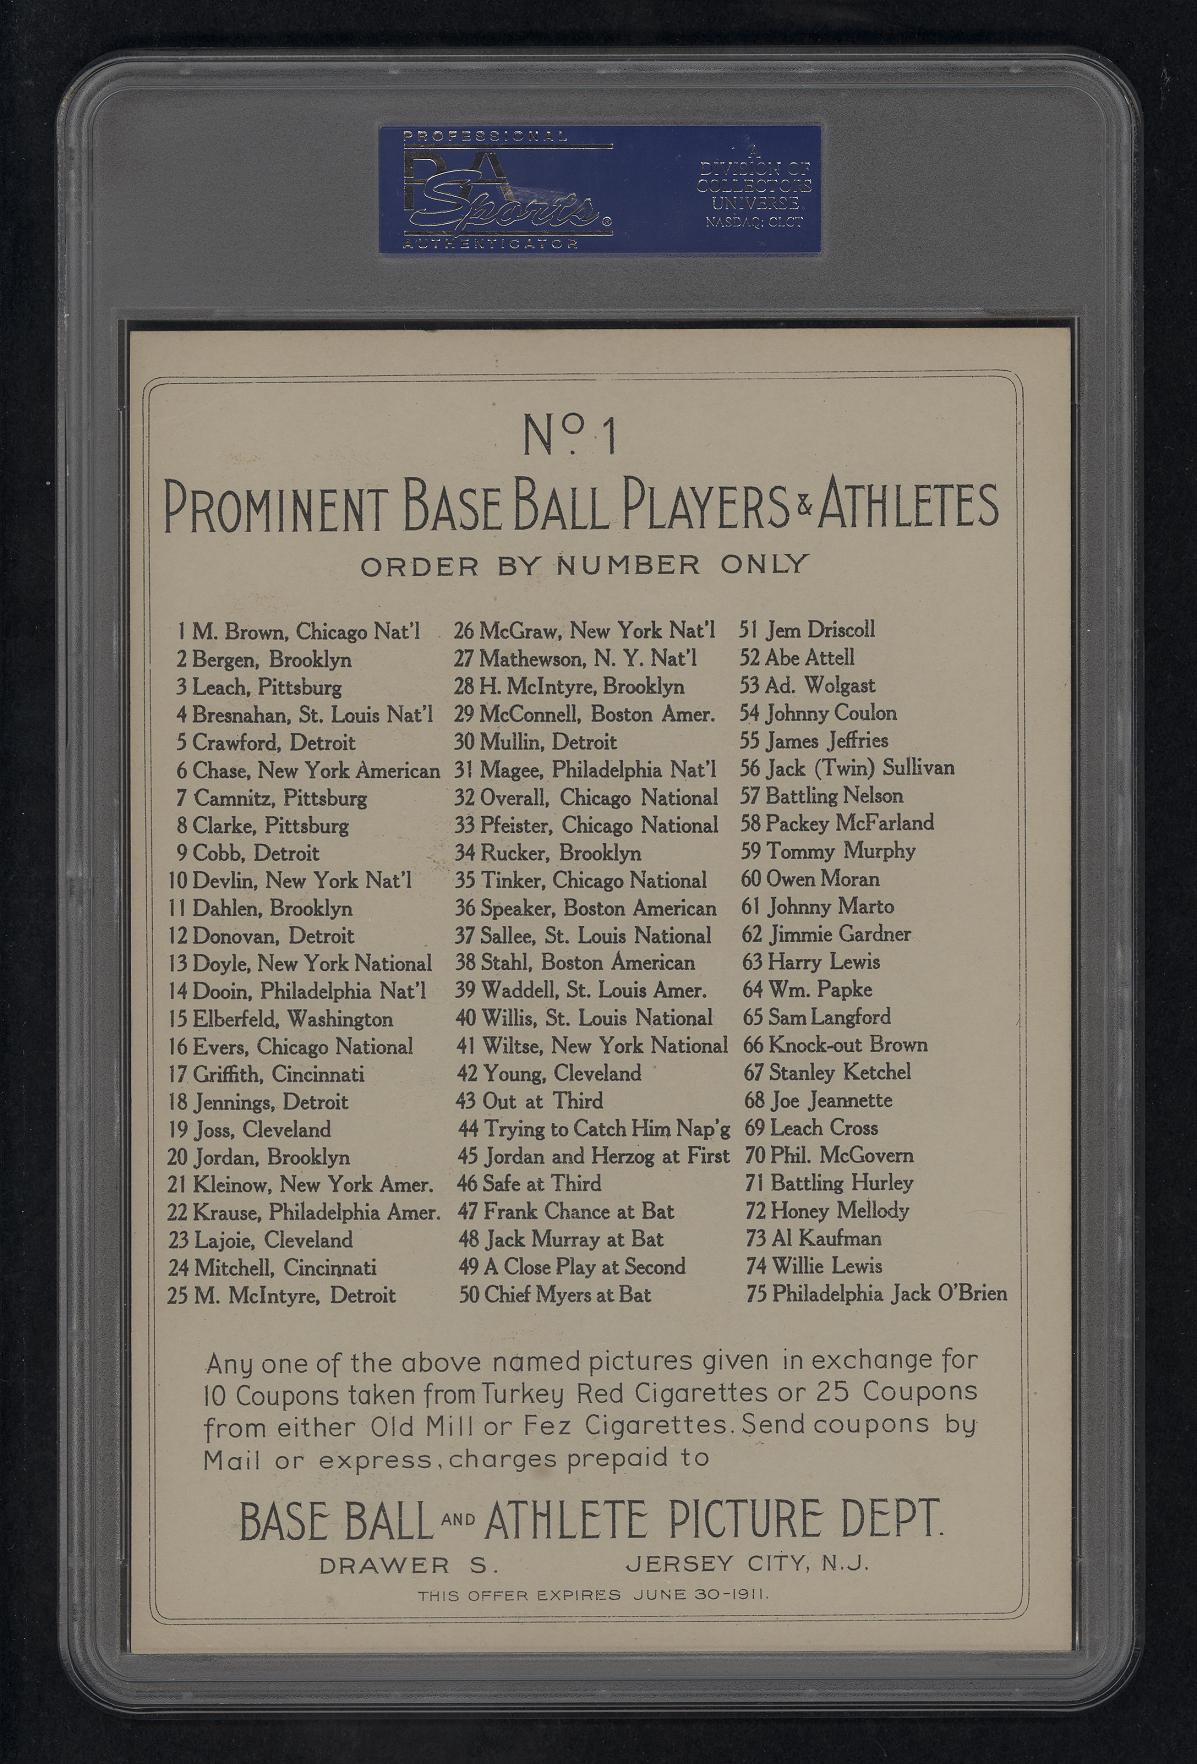 PROFESSIONAL
PSA
Sports®
AUTHENTICATOR
A
DIVISION OF
COLLECTORS
UNIVERSE
NASDAQ: CLCT
No. 1
PROMINENT BASE BALL PLAYERS & ATHLETES
ORDER BY NUMBER ONLY
1 M. Brown, Chicago Nat'l
2 Bergen, Brooklyn
3 Leach, Pittsburg
4 Bresnahan, St. Louis Nat'l
5 Crawford, Detroit
6 Chase, New York American
7 Camnitz, Pittsburg
8 Clarke, Pittsburg
9 Cobb, Detroit
10 Devlin, New York Nat'l
11 Dahlen, Brooklyn
12 Donovan, Detroit
13 Doyle, New York National
14 Dooin, Philadelphia Nat'l
15 Elberfeld, Washington
16 Evers, Chicago National
17 Griffith, Cincinnati
18 Jennings, Detroit
19 Joss, Cleveland
20 Jordan, Brooklyn
21 Kleinow, New York Amer.
22 Krause, Philadelphia Amer.
23 Lajoie, Cleveland
24 Mitchell, Cincinnati
25 M. McIntyre, Detroit
26 McGraw, New York Nat'l
27 Mathewson, N. Y. Nat'l
28 H. McIntyre, Brooklyn
29 McConnell, Boston Amer.
30 Mullin, Detroit
31 Magee, Philadelphia Nat'l
32 Overall, Chicago National
33 Pfeister, Chicago National
34 Rucker, Brooklyn
35 Tinker, Chicago National
36 Speaker, Boston American
37 Sallee, St. Louis National
38 Stahl, Boston American
39 Waddell, St. Louis Amer.
40 Willis, St. Louis National
41 Wiltse, New York National
42 Young, Cleveland
43 Out at Third
44 Trying to Catch Him Nap'g
45 Jordan and Herzog at First
46 Safe at Third
47 Frank Chance at Bat
48 Jack Murray at Bat
49 A Close Play at Second
50 Chief Myers at Bat
51 Jem Driscoll
52 Abe Attell
53 Ad. Wolgast
54 Johnny Coulon
55 James Jeffries
56 Jack (Twin) Sullivan
57 Battling Nelson
58 Packey McFarland
59 Tommy Murphy
60 Owen Moran
61 Johnny Marto
62 Jimmie Gardner
63 Harry Lewis
64 Wm. Papke
65 Sam Langford
66 Knock-out Brown
67 Stanley Ketchel
68 Joe Jeannette
69 Leach Cross
70 Phil. McGovern
71 Battling Hurley
72 Honey Mellody
73 Al Kaufman
74 Willie Lewis
75 Philadelphia Jack O'Brien
Any one of the above named pictures given in exchange for
10 Coupons taken from Turkey Red Cigarettes or 25 Coupons
from either Old Mill or Fez Cigarettes. Send coupons by
Mail or express, charges prepaid to
BASE BALL AND ATHLETE PICTURE DEPT.
DRAWER S. JERSEY CITY, N.J.
THIS OFFER EXPIRES JUNE 30-1911.